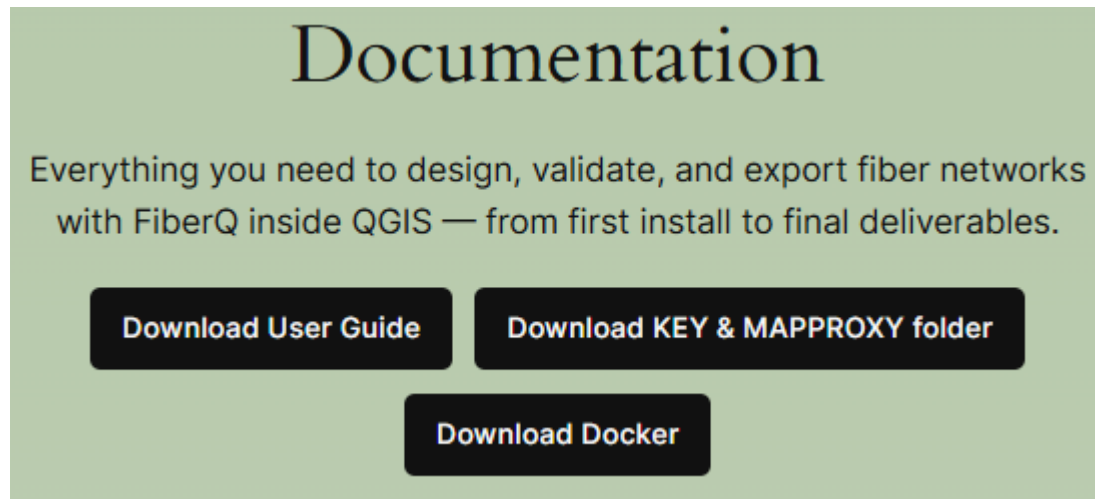 Documentation
Everything you need to design, validate, and export fiber networks
with FiberQ inside QGIS — from first install to final deliverables.
Download User Guide
Download KEY & MAPPROXY folder
Download Docker